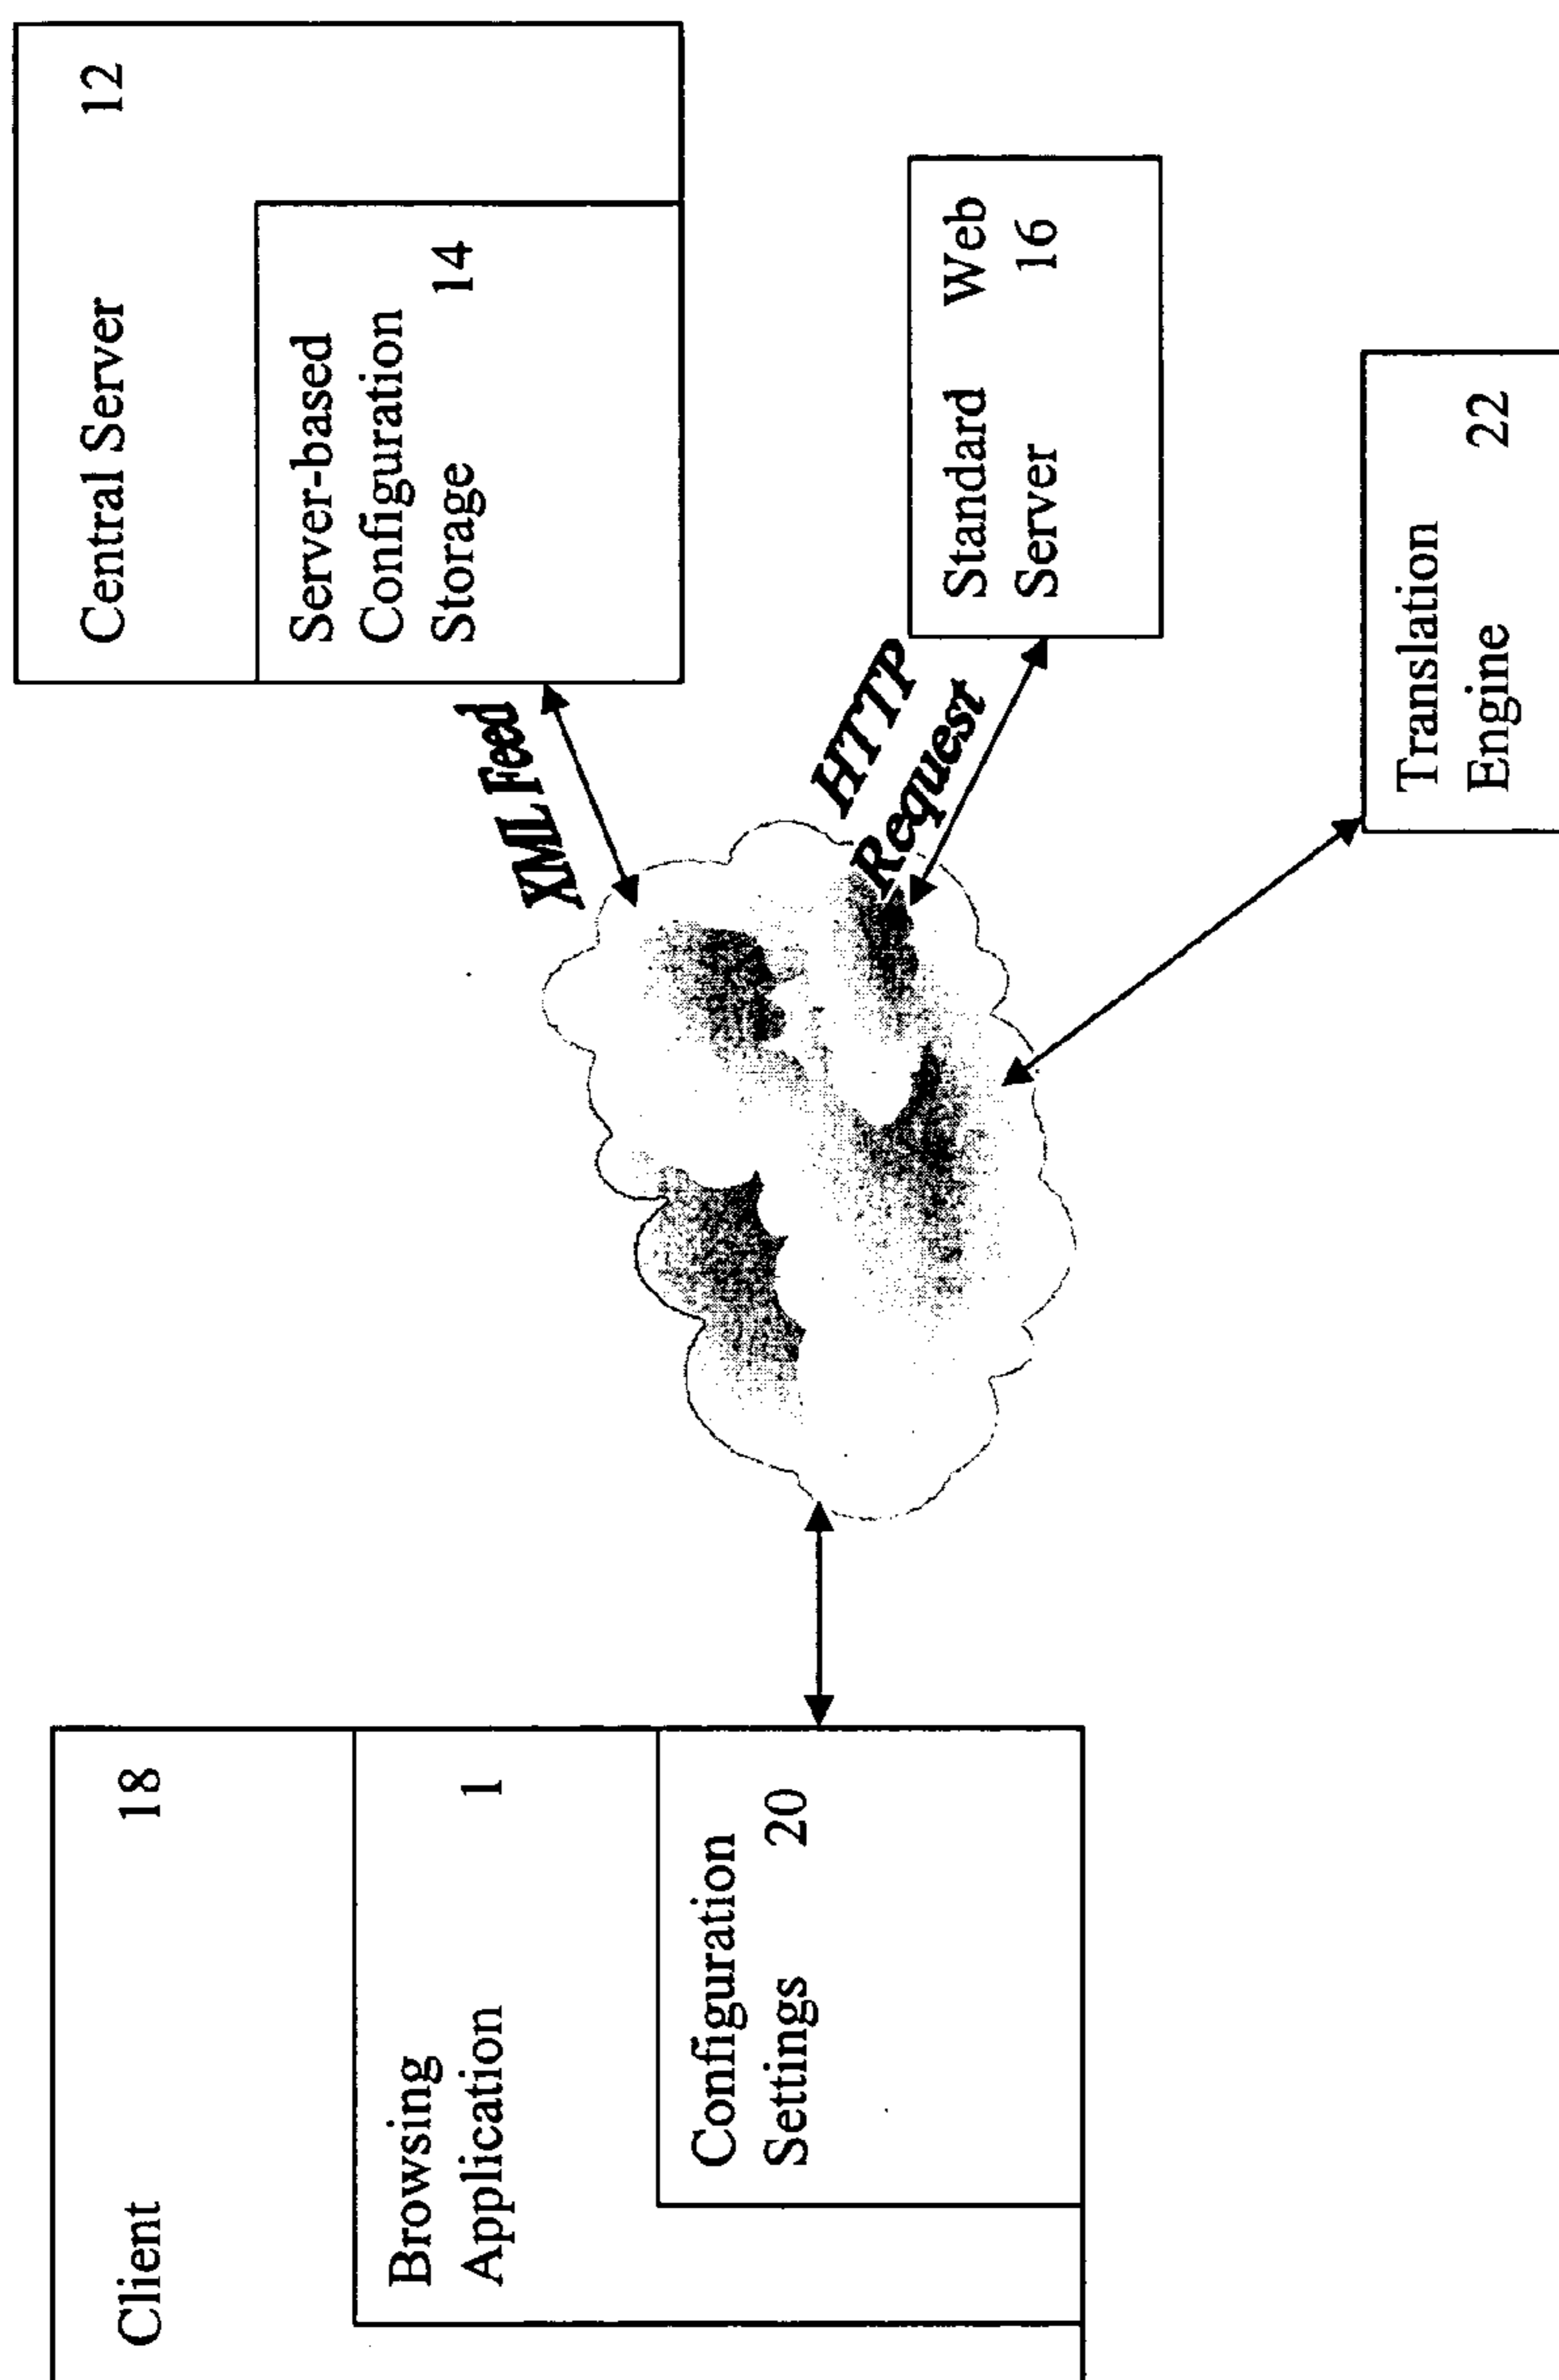 Client 18
Browsing
Application 1
Configuration
Settings 20
XML Feed
HTTP
Request
Central Server 12
Server-based
Configuration
Storage 14
Standard Web
Server 16
Translation
Engine 22